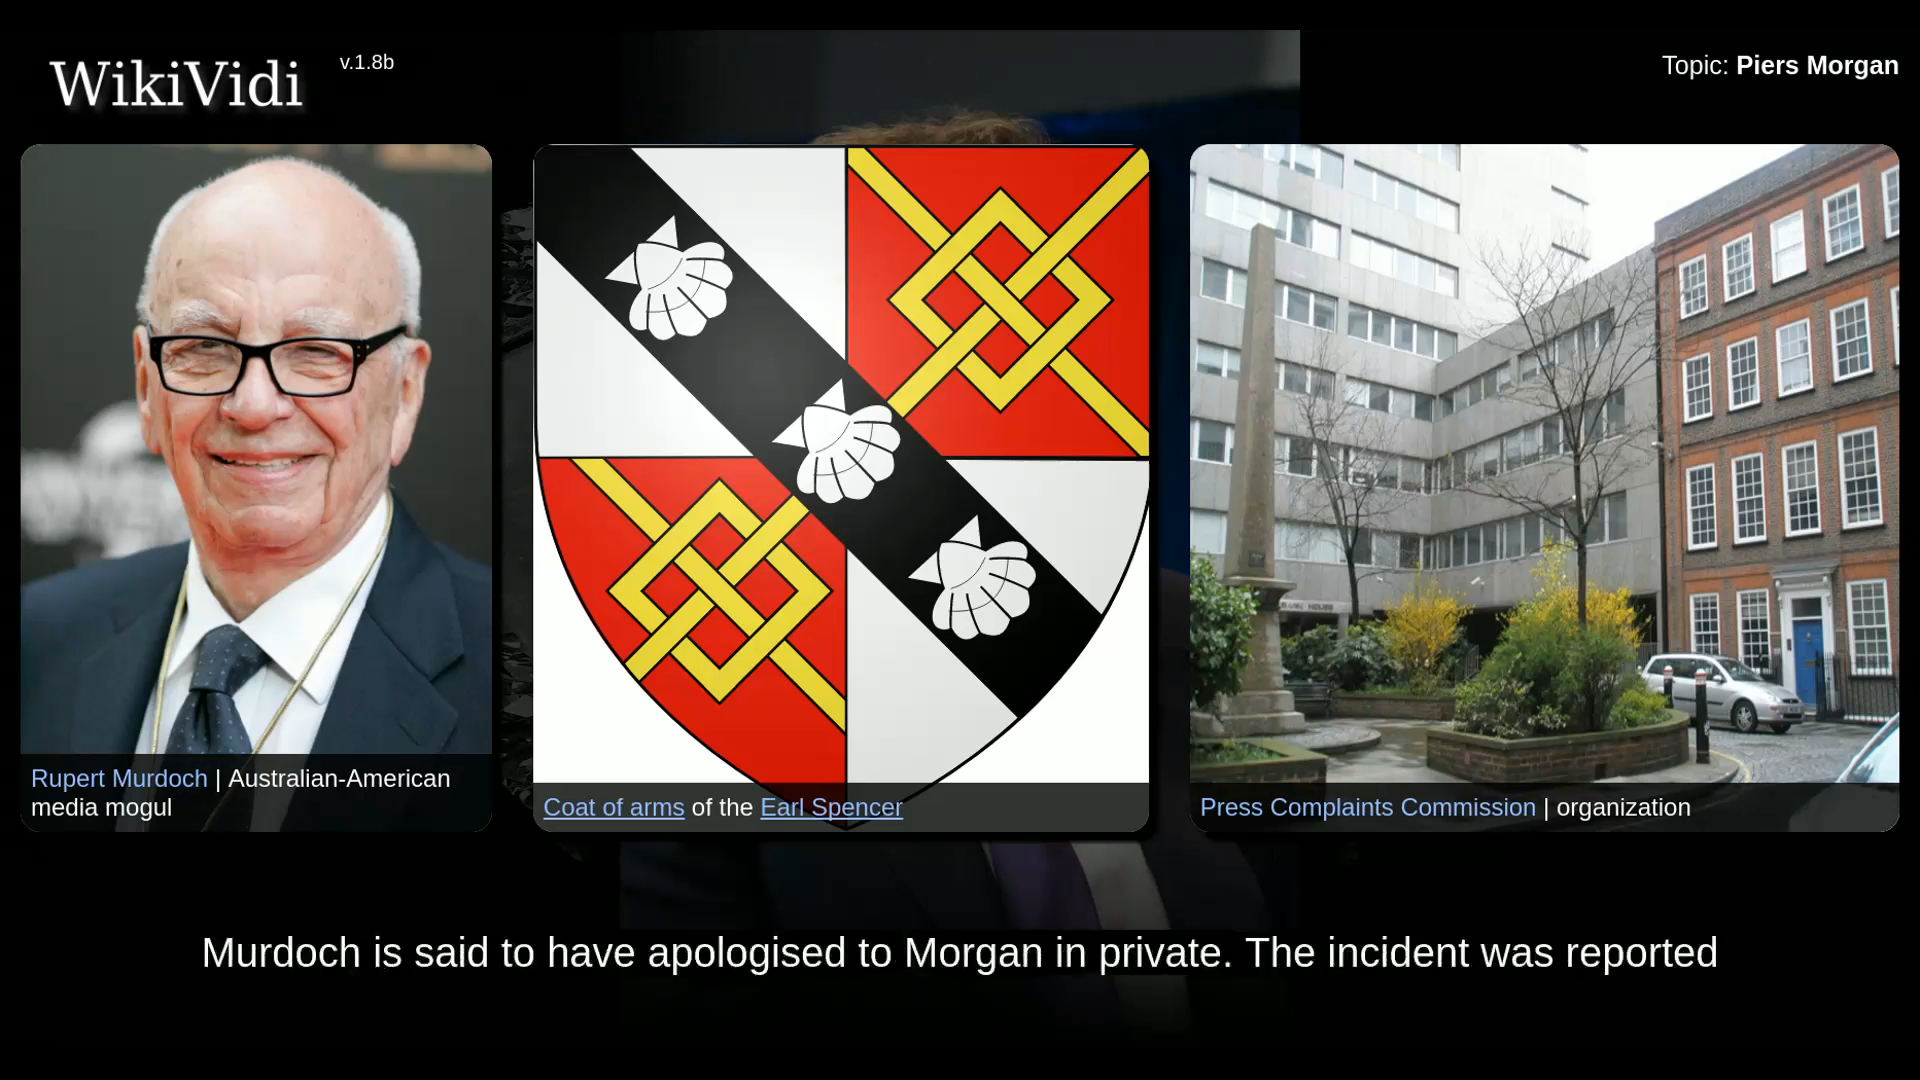 WikiVidi
v.1.8b
Topic: Piers Morgan
Rupert Murdoch | Australian-American
media mogul
Coat of arms of the Earl Spencer
Press Complaints Commission | organization
Murdoch is said to have apologised to Morgan in private. The incident was reported